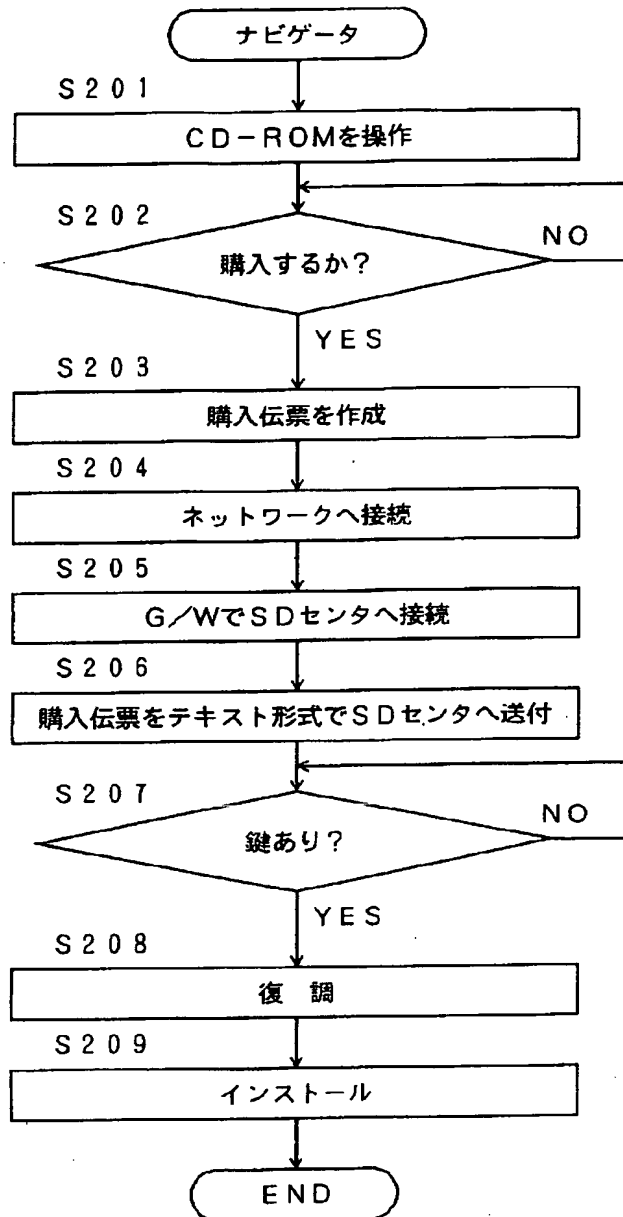 ナビゲータ
S201
CD-ROMを操作
S202
購入するか?
NO
YES
S203
購入伝票を作成
S204
ネットワークへ接続
S205
G/WでSDセンタへ接続
S206
購入伝票をテキスト形式でSDセンタへ送付
S207
鍵あり?
NO
YES
S208
復 調
S209
インストール
END